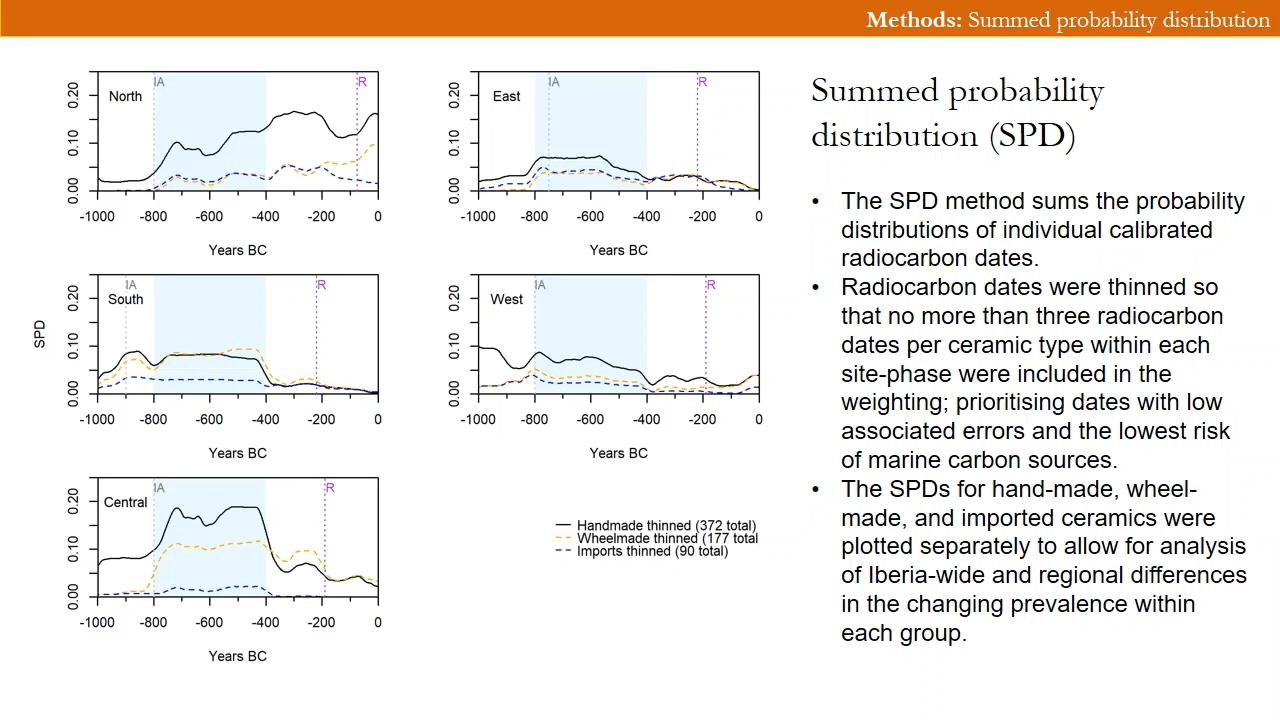 Methods: Summed probability distribution
IA
R
North
0.00 0.10 0.20
-1000 -800 -600 -400 -200 0
Years BC
IA
R
East
0.00 0.10 0.20
-1000 -800 -600 -400 -200 0
Years BC
SPD
IA
R
South
0.00 0.10 0.20
-1000 -800 -600 -400 -200 0
Years BC
IA
R
West
0.00 0.10 0.20
-1000 -800 -600 -400 -200 0
Years BC
IA
R
Central
0.00 0.10 0.20
-1000 -800 -600 -400 -200 0
Years BC
Handmade thinned (372 total)
Wheelmade thinned (177 total
Imports thinned (90 total)
Summed probability
distribution (SPD)
• The SPD method sums the probability
distributions of individual calibrated
radiocarbon dates.
• Radiocarbon dates were thinned so
that no more than three radiocarbon
dates per ceramic type within each
site-phase were included in the
weighting; prioritising dates with low
associated errors and the lowest risk
of marine carbon sources.
• The SPDs for hand-made, wheel-
made, and imported ceramics were
plotted separately to allow for analysis
of Iberia-wide and regional differences
in the changing prevalence within
each group.